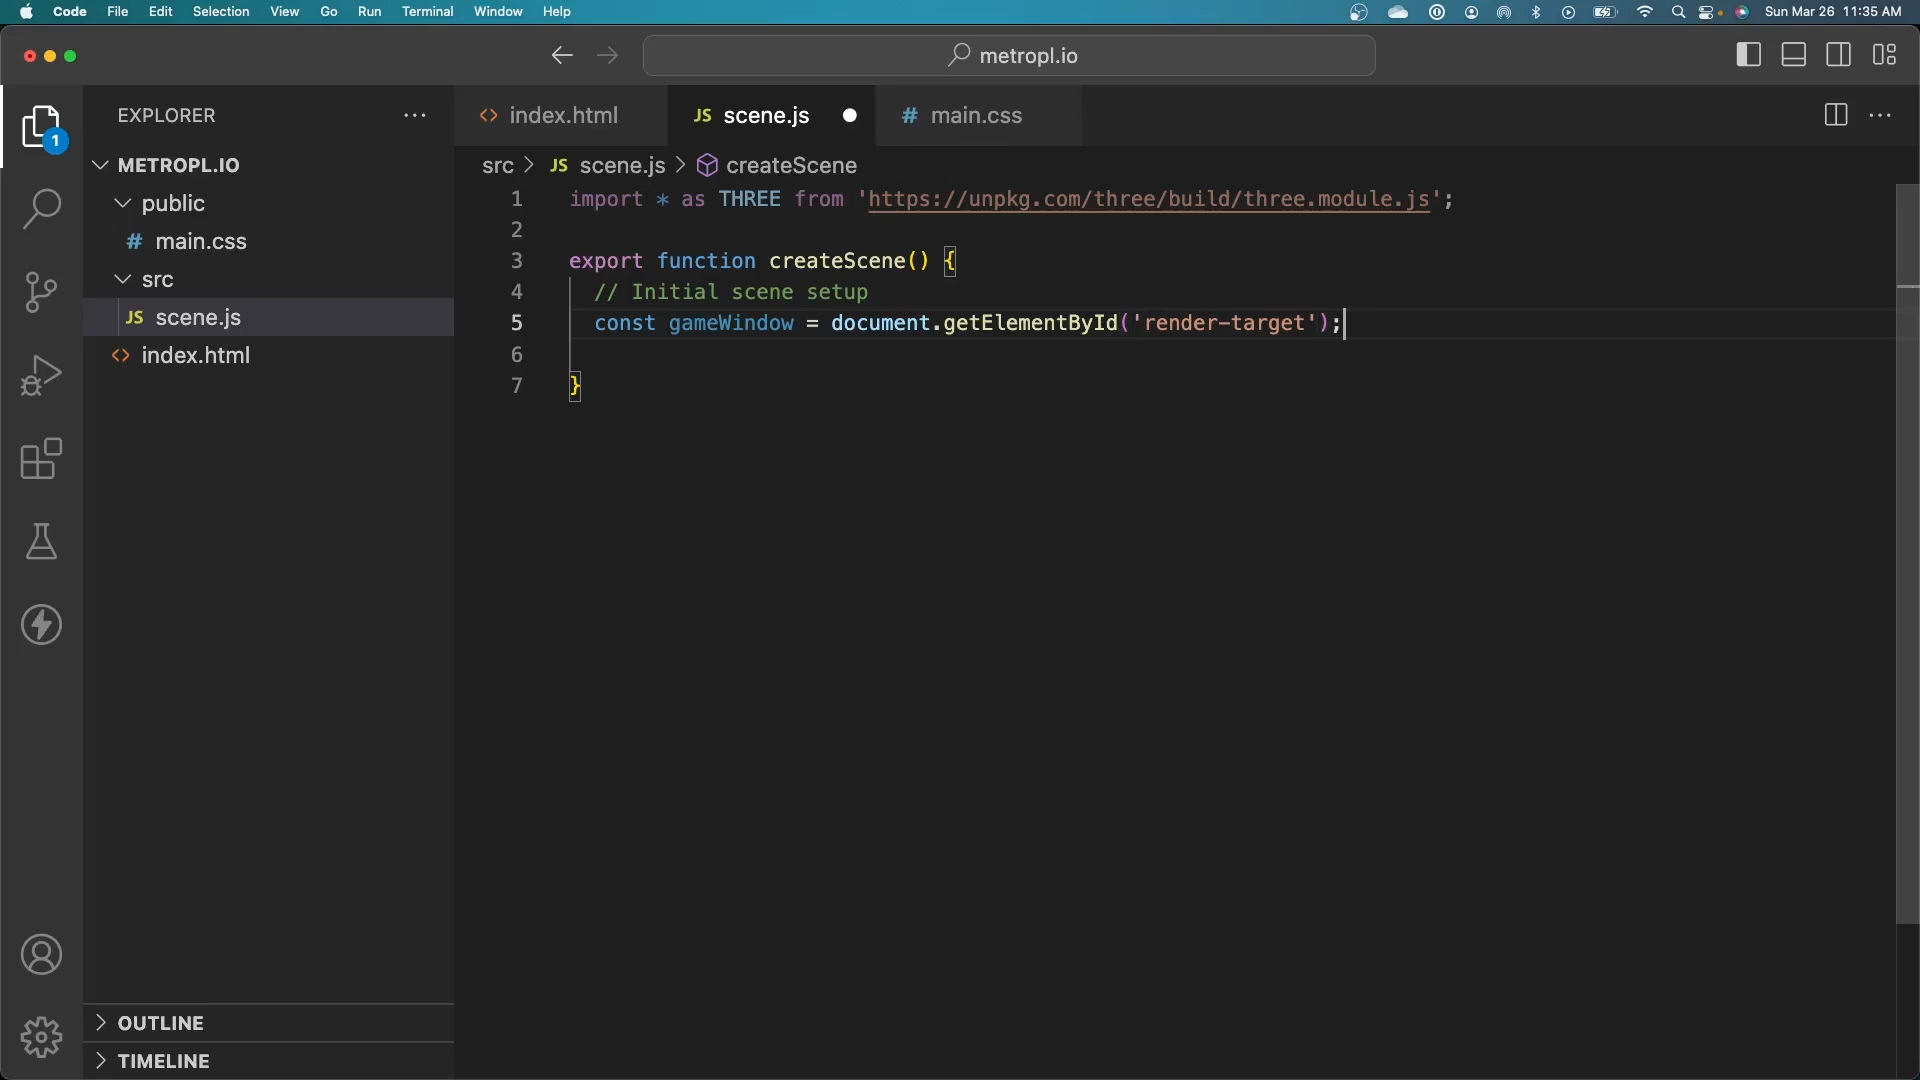 Code File Edit Selection View Go Run Terminal Window Help Sun Mar 26 11:35 AM
metropl.io
EXPLORER
index.html
JS scene.js
# main.css
1
METROPL.IO
src > JS scene.js > createScene
public
# main.css
src
JS scene.js
index.html
1 import * as THREE from 'https://unpkg.com/three/build/three.module.js';
2
3 export function createScene() {
4 // Initial scene setup
5 const gameWindow = document.getElementById('render-target');
6
7 }
OUTLINE
TIMELINE